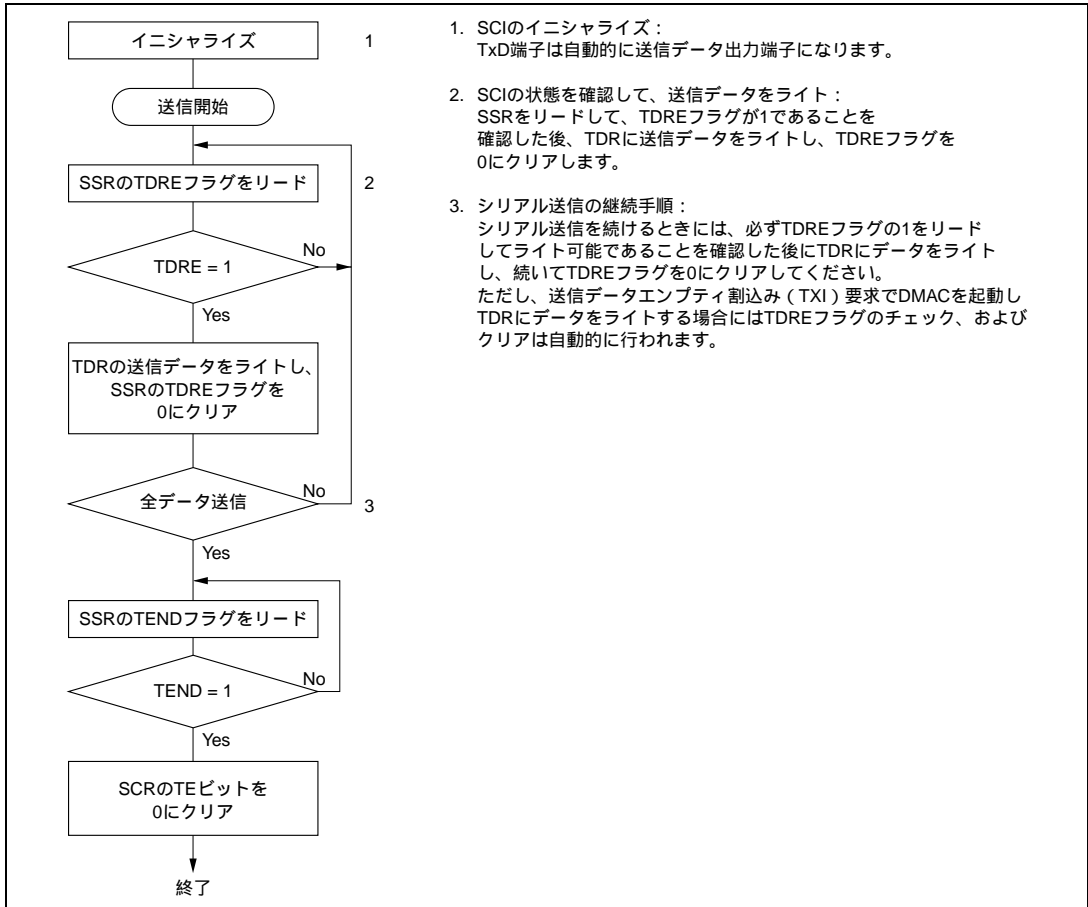 イニシャライズ
1
送信開始
SSRのTDREフラグをリード
2
TDRE = 1
No
Yes
TDRの送信データをライトし、
SSRのTDREフラグを
0にクリア
全データ送信
No
3
Yes
SSRのTENDフラグをリード
TEND = 1
No
Yes
SCRのTEビットを
0にクリア
終了
1. SCIのイニシャライズ：
TxD端子は自動的に送信データ出力端子になります。
2. SCIの状態を確認して、送信データをライト：
SSRをリードして、TDREフラグが1であることを
確認した後、TDRに送信データをライトし、TDREフラグを
0にクリアします。
3. シリアル送信の継続手順：
シリアル送信を続けるときには、必ずTDREフラグの1をリード
してライト可能であることを確認した後にTDRにデータをライト
し、続いてTDREフラグを0にクリアしてください。
ただし、送信データエンプティ割込み（TXI）要求でDMACを起動し
TDRにデータをライトする場合にはTDREフラグのチェック、および
クリアは自動的に行われます。